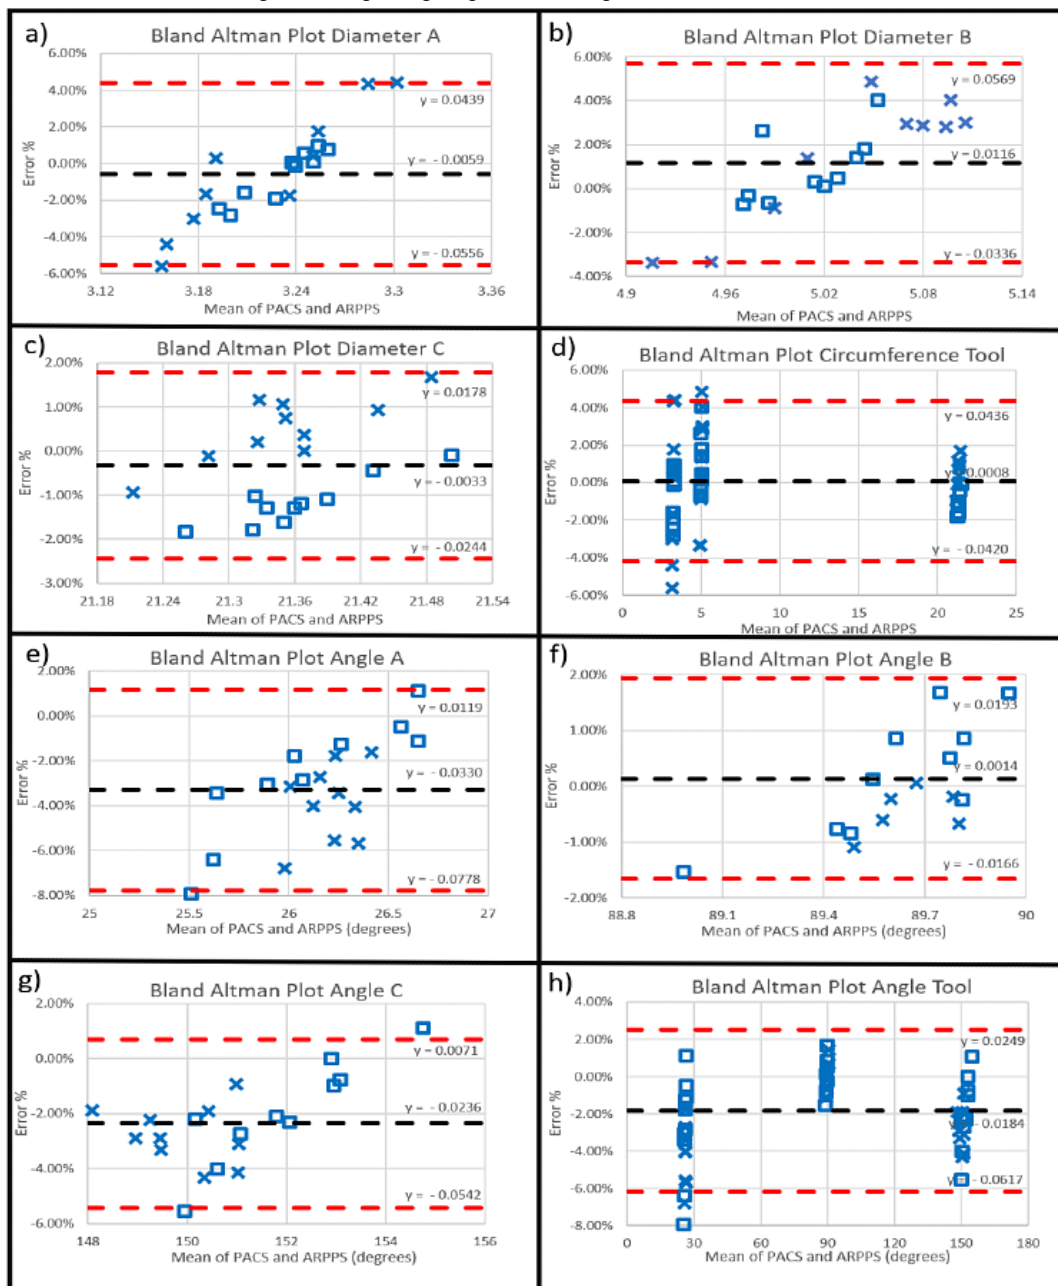 a) Bland Altman Plot Diameter A
6.00%
4.00%
2.00%
0.00%
-2.00%
-4.00%
-6.00%
Error %
y = 0.0439
y = - 0.0059
y = - 0.0556
3.12 3.18 3.24 3.3 3.36
Mean of PACS and ARPPS
b) Bland Altman Plot Diameter B
6.00%
4.00%
2.00%
0.00%
-2.00%
-4.00%
Error %
y = 0.0569
y = 0.0116
y = - 0.0336
4.9 4.96 5.02 5.08 5.14
Mean of PACS and ARPPS
c) Bland Altman Plot Diameter C
2.00%
1.00%
0.00%
-1.00%
-2.00%
-3.00%
Error %
y = 0.0178
y = - 0.0033
y = - 0.0244
21.18 21.24 21.3 21.36 21.42 21.48 21.54
Mean of PACS and ARPPS
d) Bland Altman Plot Circumference Tool
6.00%
4.00%
2.00%
0.00%
-2.00%
-4.00%
-6.00%
Error %
y = 0.0436
y = 0.0008
y = - 0.0420
0 5 10 15 20 25
Mean of PACS and ARPPS
e) Bland Altman Plot Angle A
2.00%
0.00%
-2.00%
-4.00%
-6.00%
-8.00%
Error %
y = 0.0119
y = - 0.0330
y = - 0.0778
25 25.5 26 26.5 27
Mean of PACS and ARPPS (degrees)
f) Bland Altman Plot Angle B
2.00%
1.00%
0.00%
-1.00%
-2.00%
Error %
y = 0.0193
y = 0.0014
y = - 0.0166
88.8 89.1 89.4 89.7 90
Mean of PACS and ARPPS (degrees)
g) Bland Altman Plot Angle C
2.00%
0.00%
-2.00%
-4.00%
-6.00%
Error %
y = 0.0071
y = - 0.0236
y = - 0.0542
148 150 152 154 156
Mean of PACS and ARPPS (degrees)
h) Bland Altman Plot Angle Tool
4.00%
2.00%
0.00%
-2.00%
-4.00%
-6.00%
-8.00%
Error %
y = 0.0249
y = - 0.0184
y = - 0.0617
0 30 60 90 120 150 180
Mean of PACS and ARPPS (degrees)